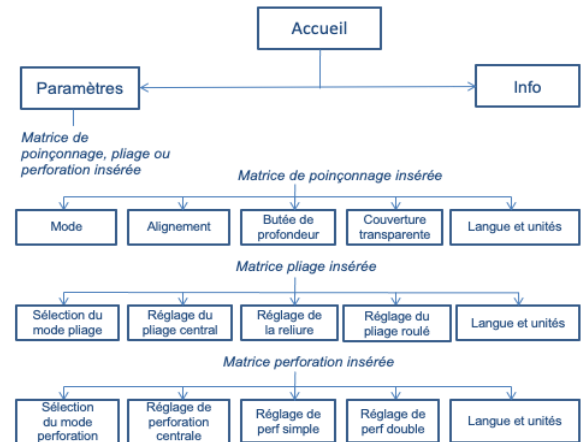 Accueil
Paramètres
Info
Matrice de
poinçonnage, pliage ou
perforation insérée
Matrice de poinçonnage insérée
Mode
Alignement
Butée de
profondeur
Couverture
transparente
Langue et unités
Matrice pliage insérée
Sélection du
mode pliage
Réglage du
pliage central
Réglage de
la reliure
Réglage du
pliage roulé
Langue et unités
Matrice perforation insérée
Sélection
du mode
perforation
Réglage de
perforation
centrale
Réglage de
perf simple
Réglage de
perf double
Langue et unités